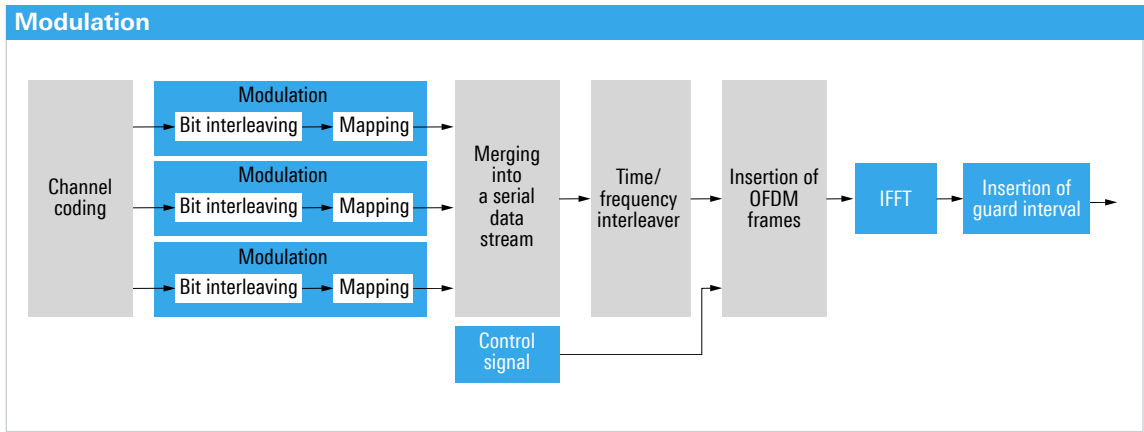 Modulation
Channel
coding
Modulation
Bit interleaving
Mapping
Modulation
Bit interleaving
Mapping
Modulation
Bit interleaving
Mapping
Merging
into
a serial
data
stream
Control
signal
Time/
frequency
interleaver
Insertion of
OFDM
frames
IFFT
Insertion of
guard interval